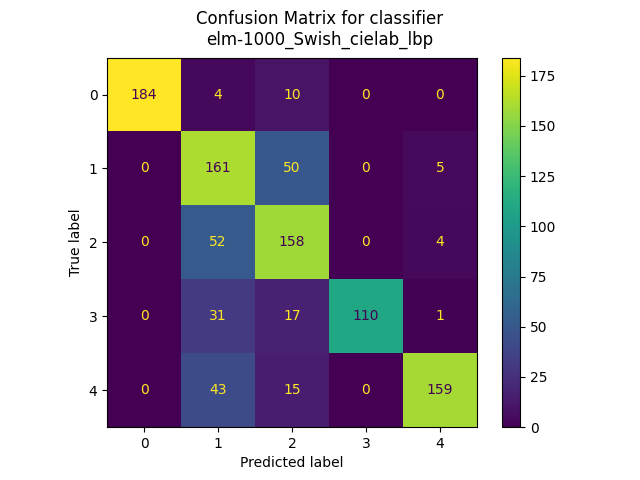 Confusion Matrix for classifier
elm-1000_Swish_cielab_lbp
0 184 4 10 0 0
1 0 161 50 0 5
2 0 52 158 0 4
3 0 31 17 110 1
4 0 43 15 0 159
0 1 2 3 4
Predicted label
True label
175
150
125
100
75
50
25
0